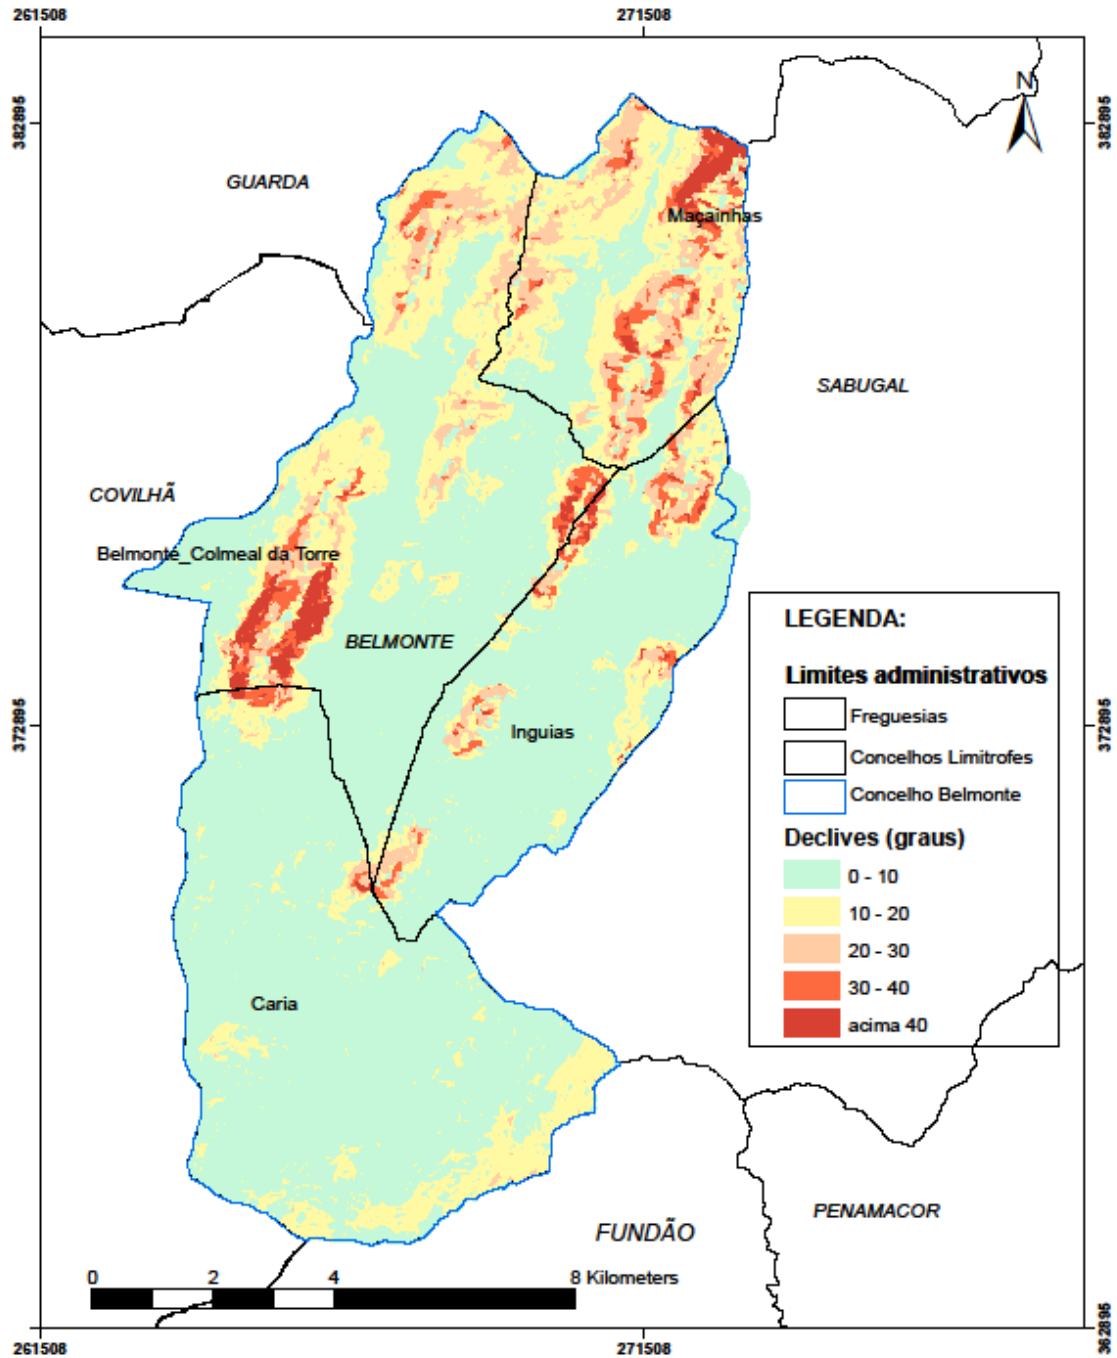 261508
271508
382895
382895
N
GUARDA
Maçainhas
SABUGAL
COVILHÃ
Belmonte_Colmeal da Torre
BELMONTE
Inguias
372895
372895
LEGENDA:
Limites administrativos
Freguesias
Concelhos Limitrofes
Concelho Belmonte
Declives (graus)
0 - 10
10 - 20
20 - 30
30 - 40
acima 40
Caria
PENAMACOR
FUNDÃO
0 2 4 8 Kilometers
362895
261508
271508